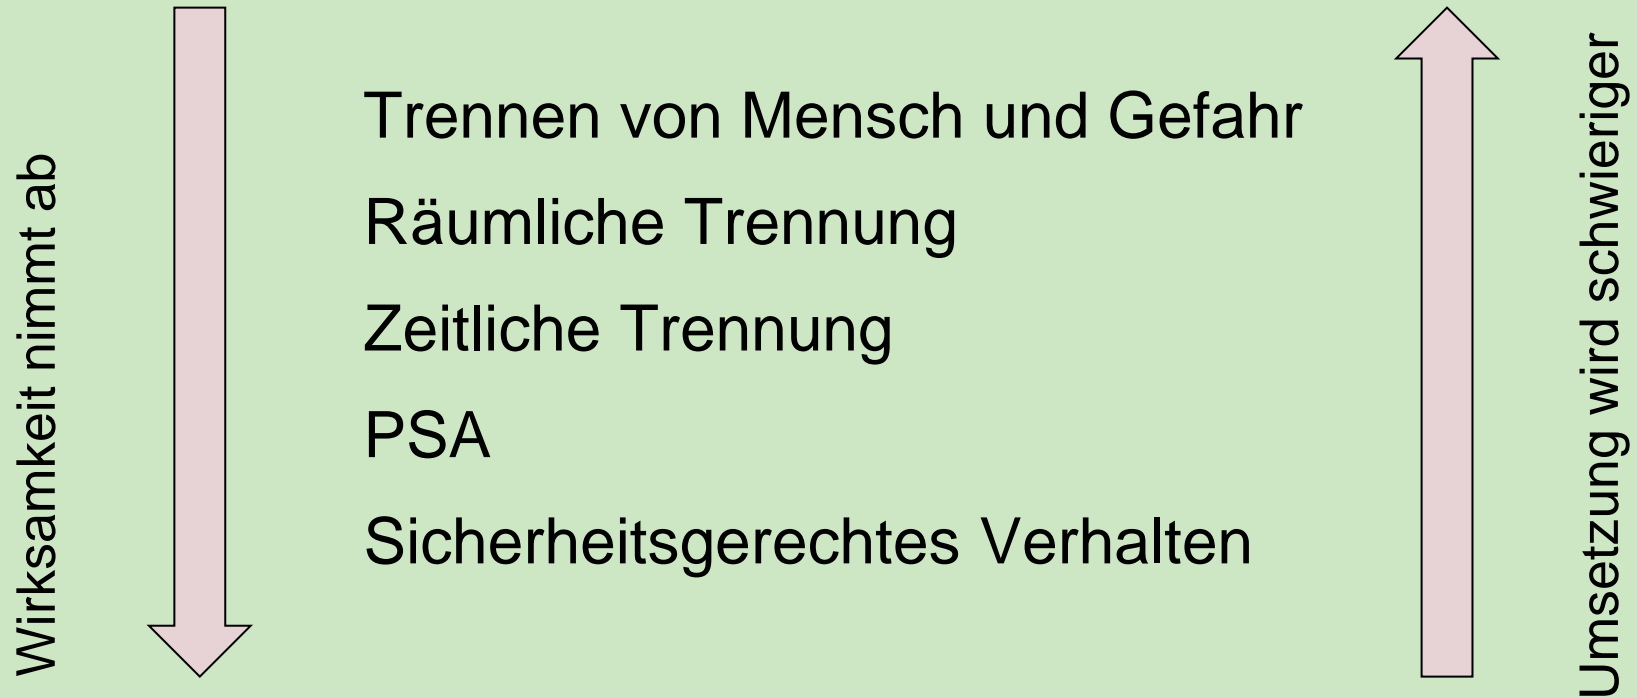 Wirksamkeit nimmt ab
Trennen von Mensch und Gefahr
Räumliche Trennung
Zeitliche Trennung
PSA
Sicherheitsgerechtes Verhalten
Umsetzung wird schwieriger